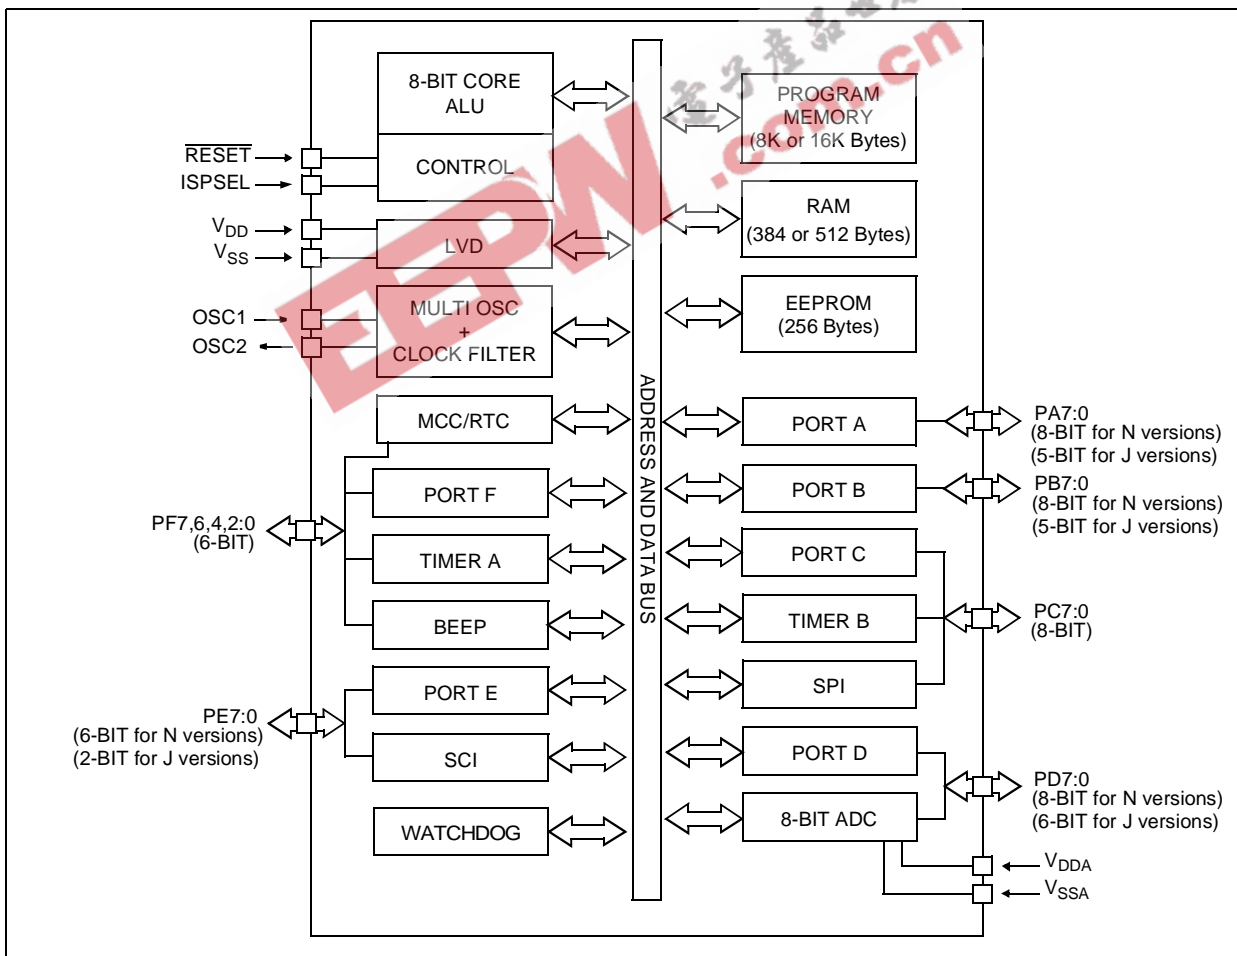 8-BIT CORE
ALU
CONTROL
RESET
ISPSEL
VDD
VSS
LVD
OSC1
OSC2
MULTI OSC
+
CLOCK FILTER
MCC/RTC
PORT F
PF7,6,4,2:0
(6-BIT)
TIMER A
BEEP
PORT E
PE7:0
(6-BIT for N versions)
(2-BIT for J versions)
SCI
WATCHDOG
ADDRESS AND DATA BUS
PROGRAM
MEMORY
(8K or 16K Bytes)
RAM
(384 or 512 Bytes)
EEPROM
(256 Bytes)
PORT A
PA7:0
(8-BIT for N versions)
(5-BIT for J versions)
PORT B
PB7:0
(8-BIT for N versions)
(5-BIT for J versions)
PORT C
TIMER B
PC7:0
(8-BIT)
SPI
PORT D
PD7:0
(8-BIT for N versions)
(6-BIT for J versions)
8-BIT ADC
VDDA
VSSA
EEPW
.com.cn
電子產品世